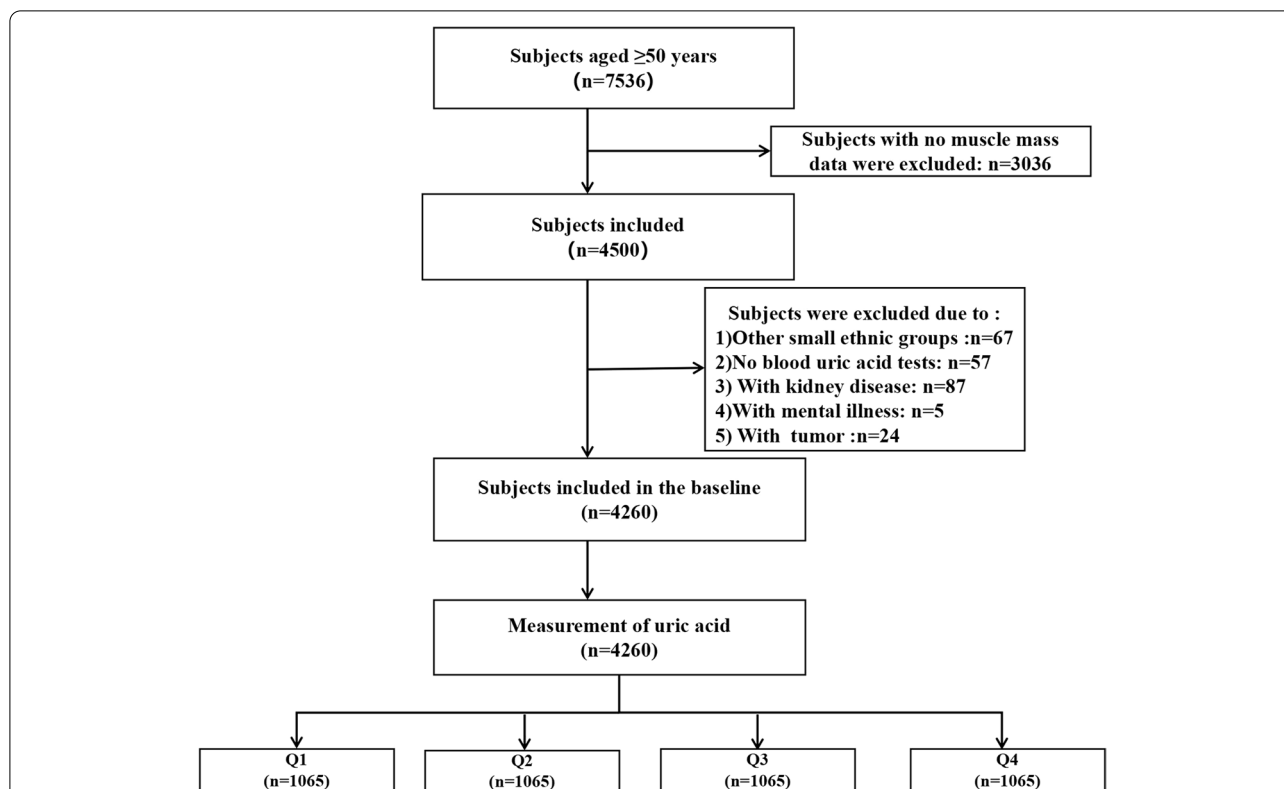 Subjects aged ≥50 years
(n=7536)
Subjects with no muscle mass
data were excluded: n=3036
Subjects included
(n=4500)
Subjects were excluded due to :
1)Other small ethnic groups :n=67
2)No blood uric acid tests: n=57
3) With kidney disease: n=87
4)With mental illness: n=5
5) With tumor :n=24
Subjects included in the baseline
(n=4260)
Measurement of uric acid
(n=4260)
Q1
(n=1065)
Q2
(n=1065)
Q3
(n=1065)
Q4
(n=1065)